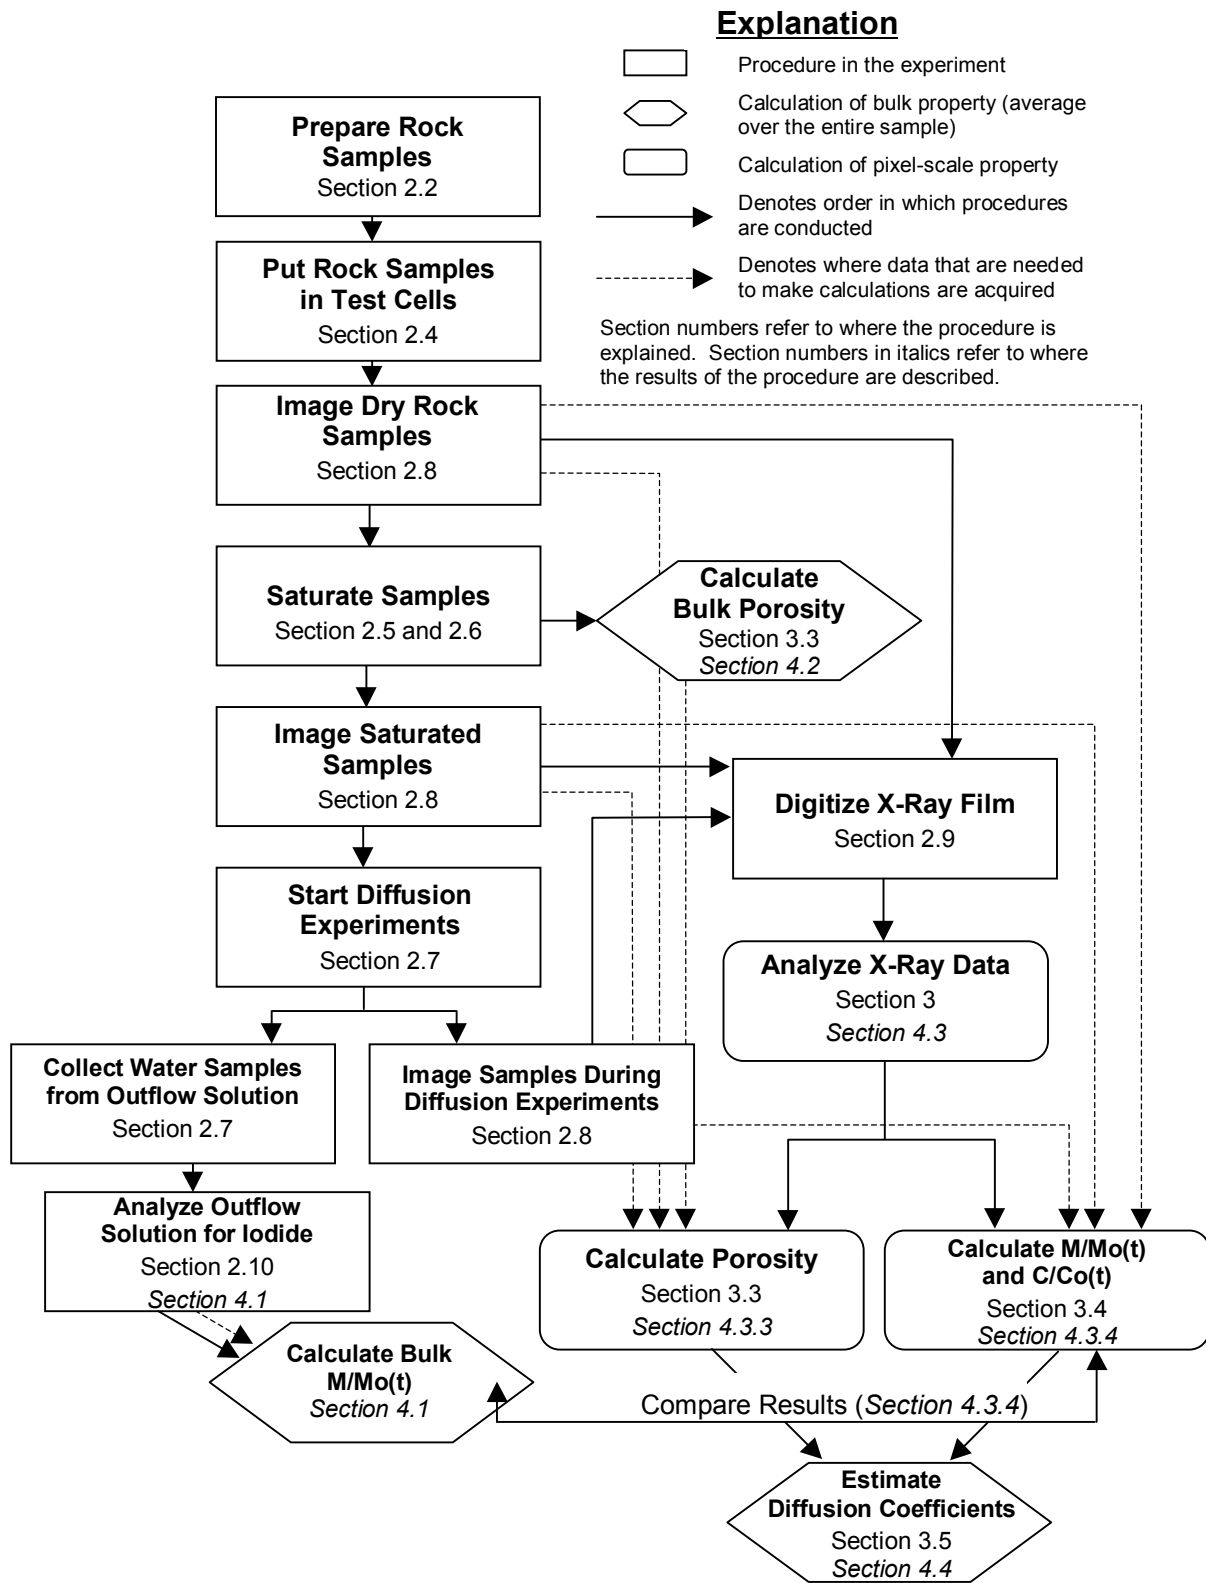 Explanation
Procedure in the experiment
Calculation of bulk property (average
over the entire sample)
Calculation of pixel-scale property
Denotes order in which procedures
are conducted
Denotes where data that are needed
to make calculations are acquired
Section numbers refer to where the procedure is
explained. Section numbers in italics refer to where
the results of the procedure are described.
Prepare Rock
Samples
Section 2.2
Put Rock Samples
in Test Cells
Section 2.4
Image Dry Rock
Samples
Section 2.8
Saturate Samples
Section 2.5 and 2.6
Calculate
Bulk Porosity
Section 3.3
Section 4.2
Image Saturated
Samples
Section 2.8
Digitize X-Ray Film
Section 2.9
Start Diffusion
Experiments
Section 2.7
Analyze X-Ray Data
Section 3
Section 4.3
Collect Water Samples
from Outflow Solution
Section 2.7
Image Samples During
Diffusion Experiments
Section 2.8
Analyze Outflow
Solution for Iodide
Section 2.10
Section 4.1
Calculate Porosity
Section 3.3
Section 4.3.3
Calculate M/Mo(t)
and C/Co(t)
Section 3.4
Section 4.3.4
Calculate Bulk
M/Mo(t)
Section 4.1
Compare Results (Section 4.3.4)
Estimate
Diffusion Coefficients
Section 3.5
Section 4.4